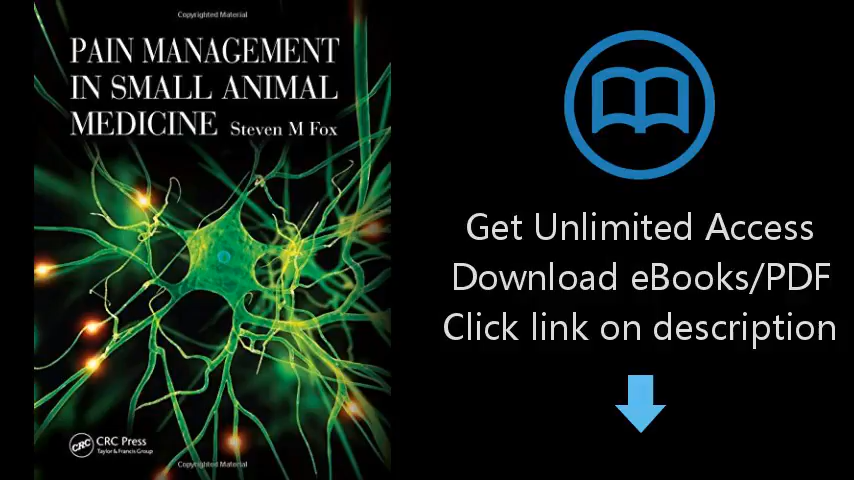 Copyrighted Material
PAIN MANAGEMENT
IN SMALL ANIMAL
MEDICINE Steven M Fox
CRC CRC Press
Taylor & Francis Group
Copyrighted Material
Get Unlimited Access
Download eBooks/PDF
Click link on description